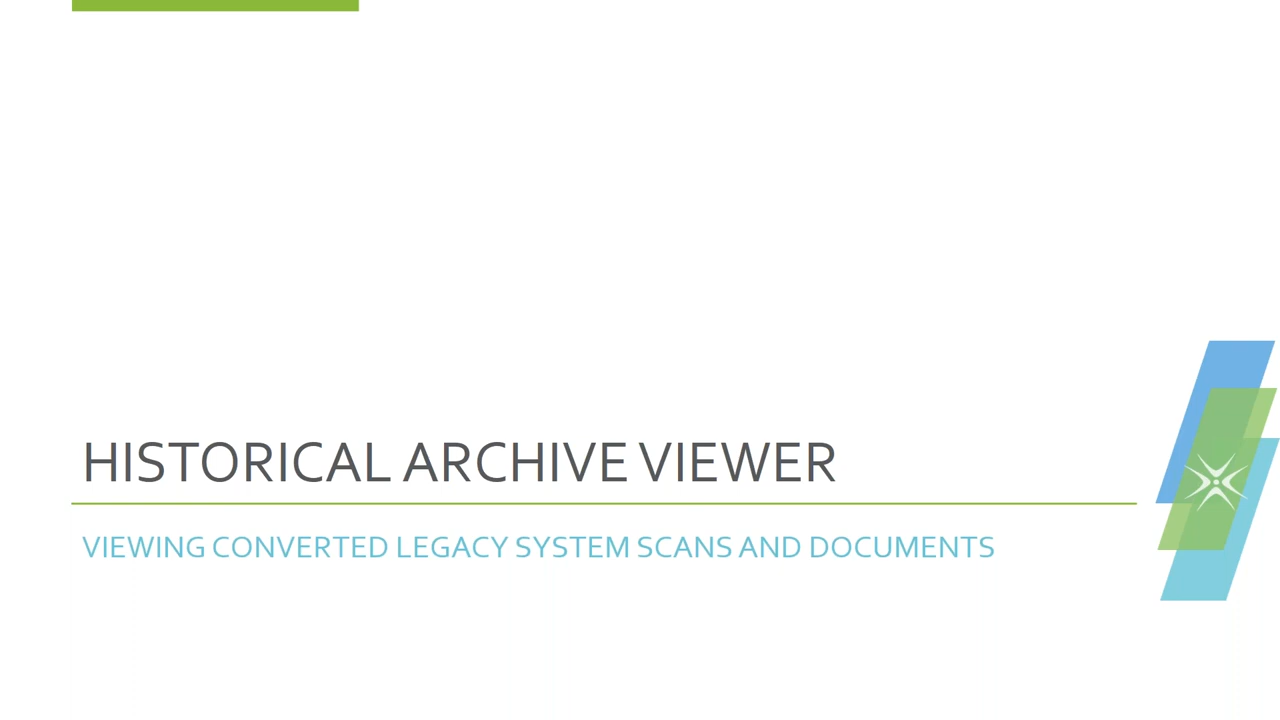 HISTORICAL ARCHIVE VIEWER
VIEWING CONVERTED LEGACY SYSTEM SCANS AND DOCUMENTS